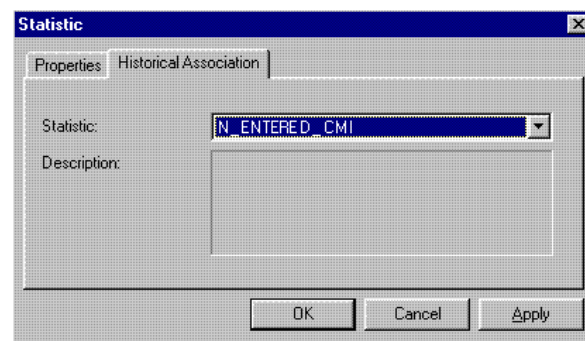 Statistic
Properties
Historical Association
Statistic:
N_ENTERED_CMI
Description:
OK
Cancel
Apply